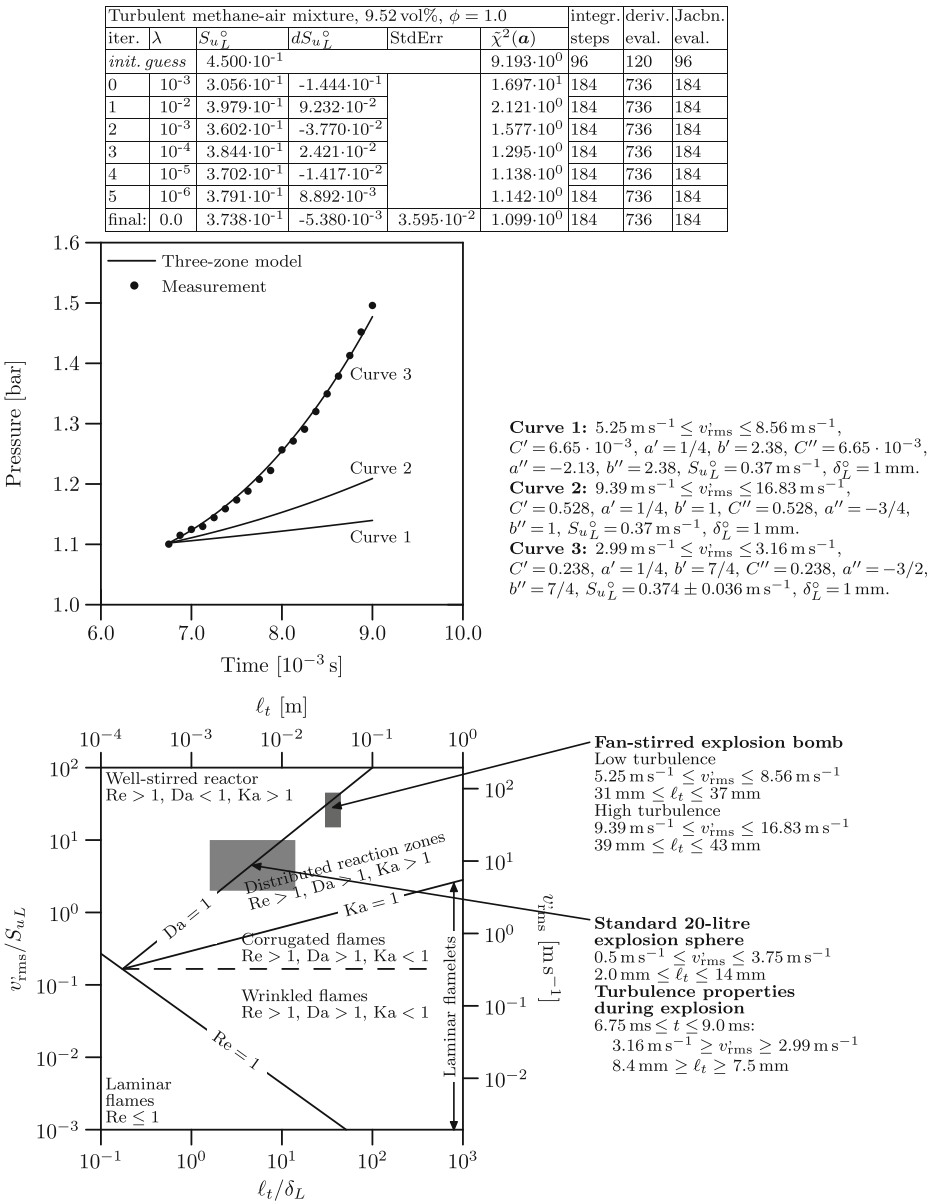 Turbulent methane-air mixture, 9.52 vol%, ϕ = 1.0 integr. deriv. Jacbn.
iter. λ S_u°_L dS_u°_L StdErr χ̃²(a) steps eval. eval.
init. guess 4.500·10⁻¹ 9.193·10⁰ 96 120 96
0 10⁻³ 3.056·10⁻¹ -1.444·10⁻¹ 1.697·10¹ 184 736 184
1 10⁻² 3.979·10⁻¹ 9.232·10⁻² 2.121·10⁰ 184 736 184
2 10⁻³ 3.602·10⁻¹ -3.770·10⁻² 1.577·10⁰ 184 736 184
3 10⁻⁴ 3.844·10⁻¹ 2.421·10⁻² 1.295·10⁰ 184 736 184
4 10⁻⁵ 3.702·10⁻¹ -1.417·10⁻² 1.138·10⁰ 184 736 184
5 10⁻⁶ 3.791·10⁻¹ 8.892·10⁻³ 1.142·10⁰ 184 736 184
final: 0.0 3.738·10⁻¹ -5.380·10⁻³ 3.595·10⁻² 1.099·10⁰ 184 736 184
1.6
1.5
1.4
1.3
1.2
1.1
1.0
Pressure [bar]
Three-zone model
Measurement
Curve 3
Curve 2
Curve 1
6.0 7.0 8.0 9.0 10.0
Time [10⁻³ s]
Curve 1: 5.25 m s⁻¹ ≤ v'rms ≤ 8.56 m s⁻¹,
C′ = 6.65 · 10⁻³, a′ = 1/4, b′ = 2.38, C″ = 6.65 · 10⁻³,
a″ = −2.13, b″ = 2.38, S_u°_L = 0.37 m s⁻¹, δ°_L = 1 mm.
Curve 2: 9.39 m s⁻¹ ≤ v'rms ≤ 16.83 m s⁻¹,
C′ = 0.528, a′ = 1/4, b′ = 1, C″ = 0.528, a″ = −3/4,
b″ = 1, S_u°_L = 0.37 m s⁻¹, δ°_L = 1 mm.
Curve 3: 2.99 m s⁻¹ ≤ v'rms ≤ 3.16 m s⁻¹,
C′ = 0.238, a′ = 1/4, b′ = 7/4, C″ = 0.238, a″ = −3/2,
b″ = 7/4, S_u°_L = 0.374 ± 0.036 m s⁻¹, δ°_L = 1 mm.
ℓt [m]
10⁻⁴ 10⁻³ 10⁻² 10⁻¹ 10⁰
10²
10¹
10⁰
10⁻¹
10⁻²
10⁻³
v'rms/S_uL
Well-stirred reactor
Re > 1, Da < 1, Ka > 1
Distributed reaction zones
Re > 1, Da > 1, Ka > 1
Da = 1
Ka = 1
Corrugated flames
Re > 1, Da > 1, Ka < 1
Wrinkled flames
Re > 1, Da > 1, Ka < 1
Re = 1
Laminar
flames
Re ≤ 1
Laminar flamelets
10²
10¹
10⁰
10⁻¹
10⁻²
v'rms [m s⁻¹]
10⁻¹ 10⁰ 10¹ 10² 10³
ℓt/δL
Fan-stirred explosion bomb
Low turbulence
5.25 m s⁻¹ ≤ v'rms ≤ 8.56 m s⁻¹
31 mm ≤ ℓt ≤ 37 mm
High turbulence
9.39 m s⁻¹ ≤ v'rms ≤ 16.83 m s⁻¹
39 mm ≤ ℓt ≤ 43 mm
Standard 20-litre
explosion sphere
0.5 m s⁻¹ ≤ v'rms ≤ 3.75 m s⁻¹
2.0 mm ≤ ℓt ≤ 14 mm
Turbulence properties
during explosion
6.75 ms ≤ t ≤ 9.0 ms:
3.16 m s⁻¹ ≥ v'rms ≥ 2.99 m s⁻¹
8.4 mm ≥ ℓt ≥ 7.5 mm